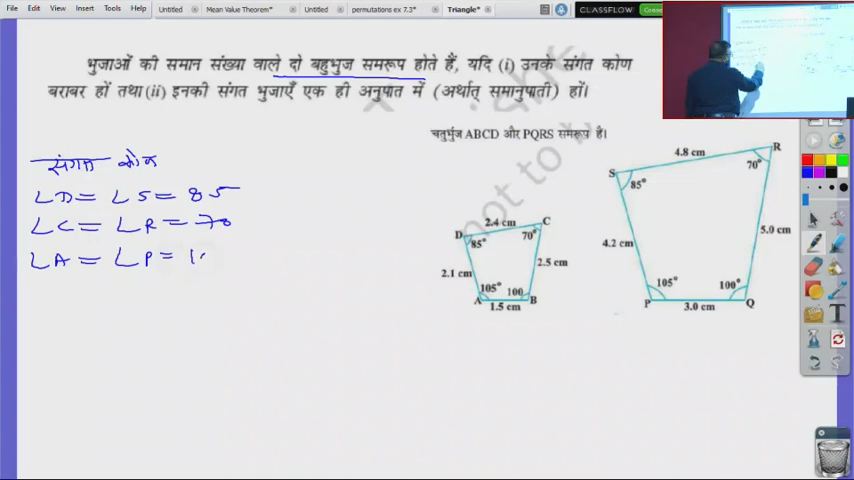 File Edit View Insert Tools Help
Untitled Mean Value Theorem* Untitled permutations ex 7.3* Triangle* CLASSFLOW
भुजाओं की समान संख्या वाले दो बहुभुज समरूप होते हैं, यदि (i) उनके संगत कोण
बराबर हों तथा (ii) इनकी संगत भुजाएँ एक ही अनुपात में (अर्थात् समानुपाती) हों।
not to b
चतुर्भुज ABCD और PQRS समरूप है।
संगत कोन
∠D = ∠S = 85
∠C = ∠R = 70
∠A = ∠P = 1
D 2.4 cm C
85° 70°
2.1 cm 2.5 cm
105° 100
A B
1.5 cm
4.8 cm R
S 70°
85°
4.2 cm 5.0 cm
105° 100°
P 3.0 cm Q